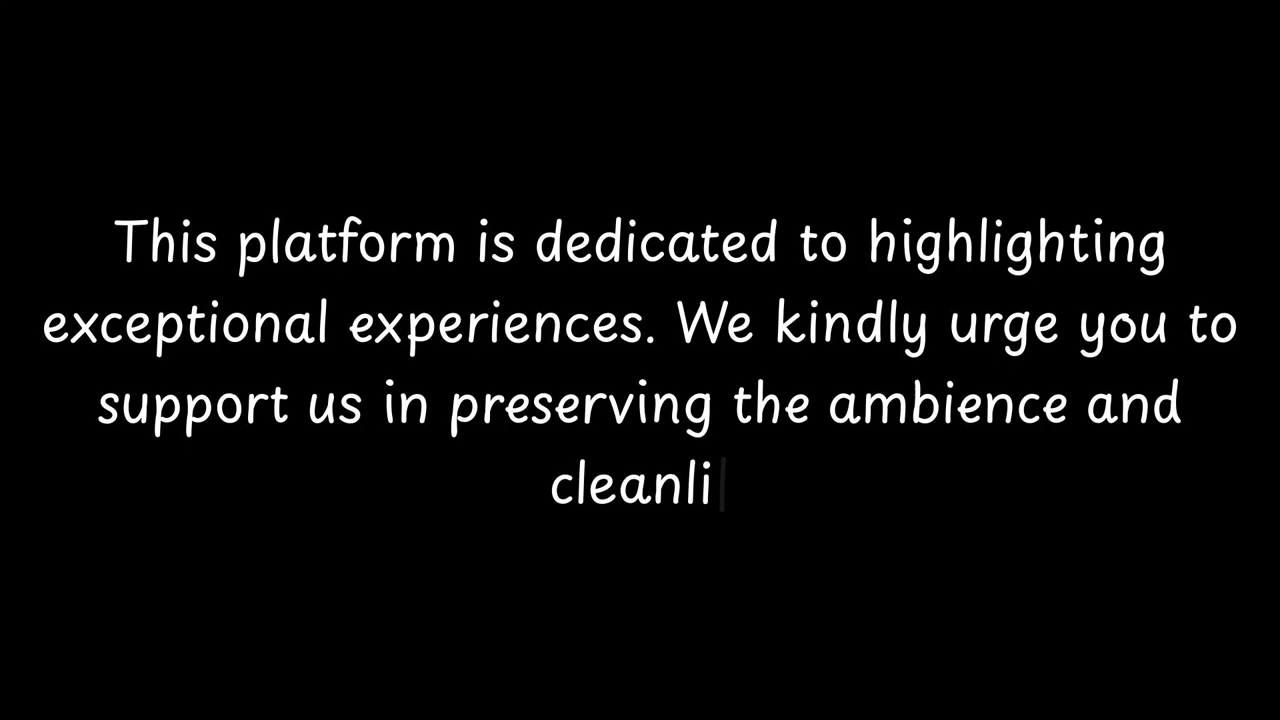 This platform is dedicated to highlighting
exceptional experiences. We kindly urge you to
support us in preserving the ambience and
cleanli